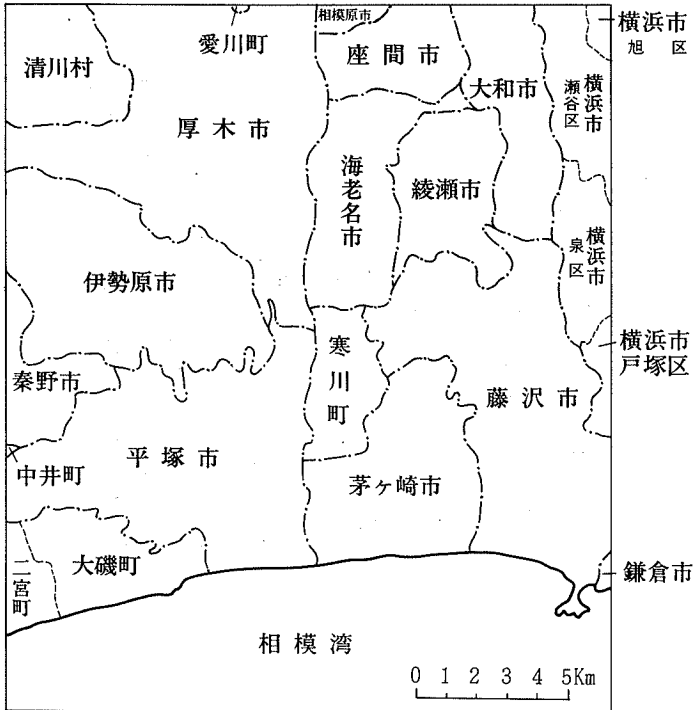 相模原市
横浜市
旭区
愛川町
座間市
清川村
大和市
横浜市
瀬谷区
厚木市
海老名市
綾瀬市
横浜市
泉区
伊勢原市
寒川町
横浜市
戸塚区
秦野市
藤沢市
平塚市
中井町
茅ヶ崎市
大磯町
二宮町
鎌倉市
相模湾
0 1 2 3 4 5Km